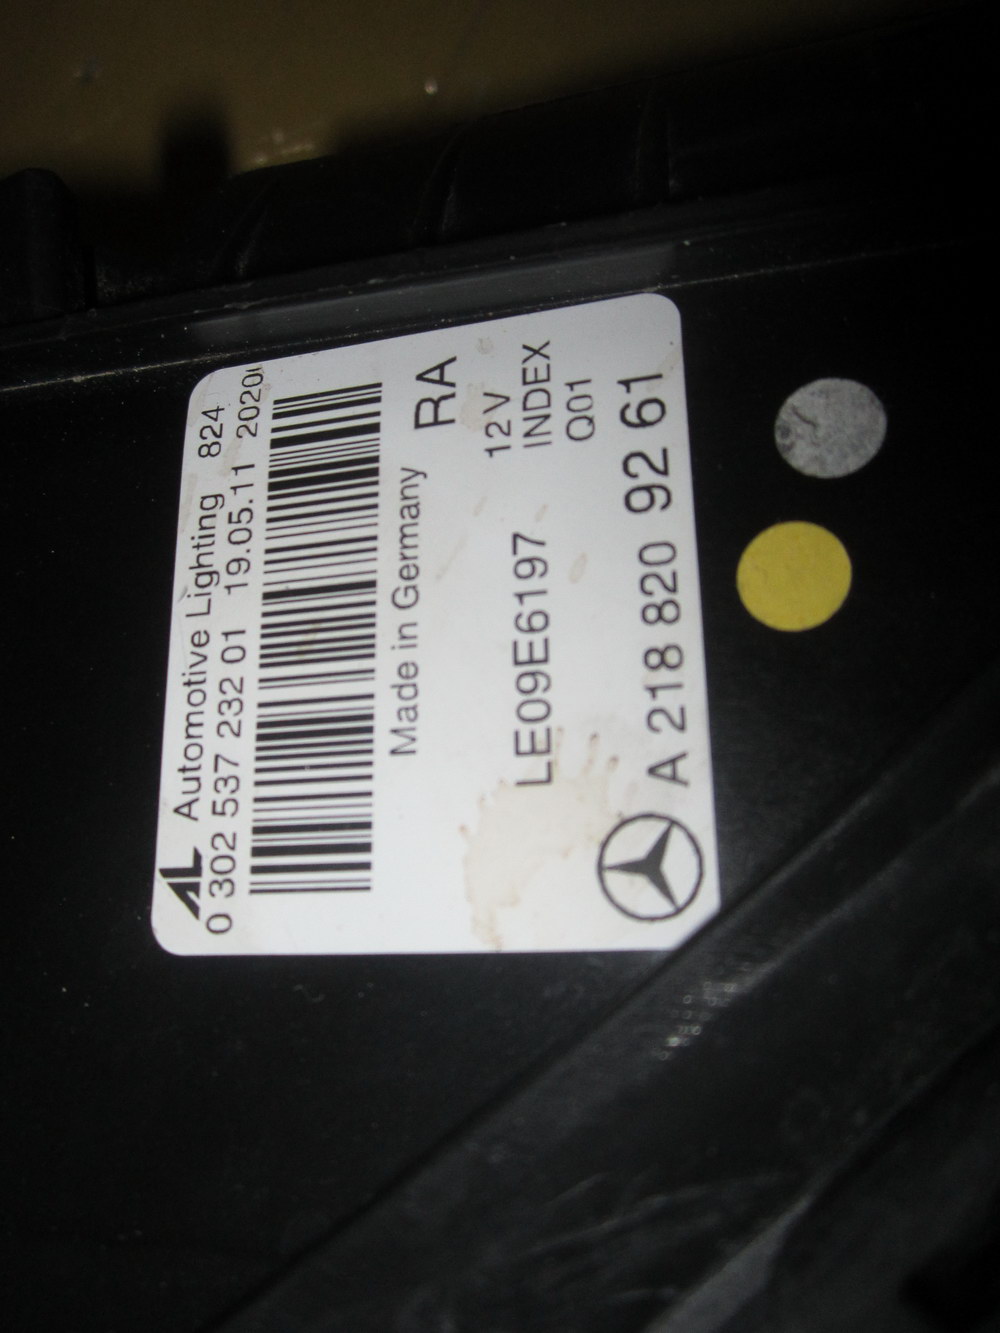 AL Automotive Lighting 824
0 302 537 232 01 19.05.11 2020
Made in Germany RA
LE09E6197 12V
INDEX
Q01
A 218 820 92 61